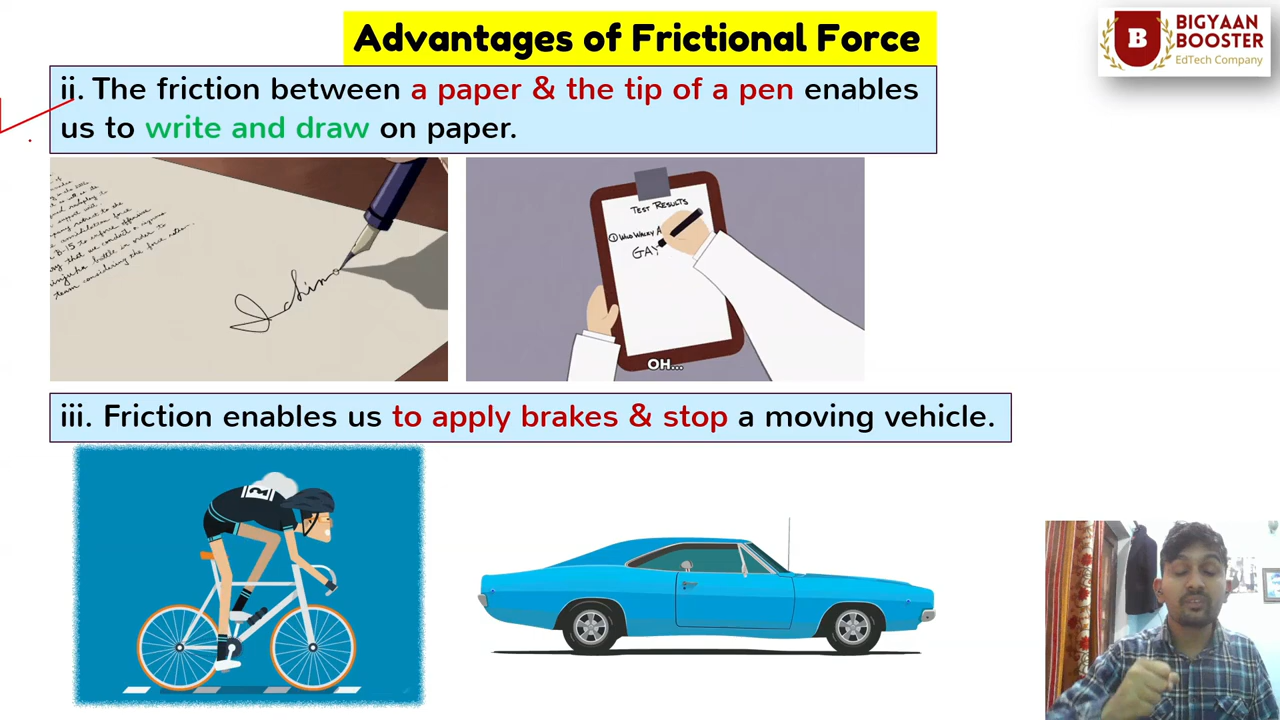 Advantages of Frictional Force
B
BIGYAAN
BOOSTER
EdTech Company
ii. The friction between a paper & the tip of a pen enables
us to write and draw on paper.
TEST RESULTS
GAY
OH...
iii. Friction enables us to apply brakes & stop a moving vehicle.